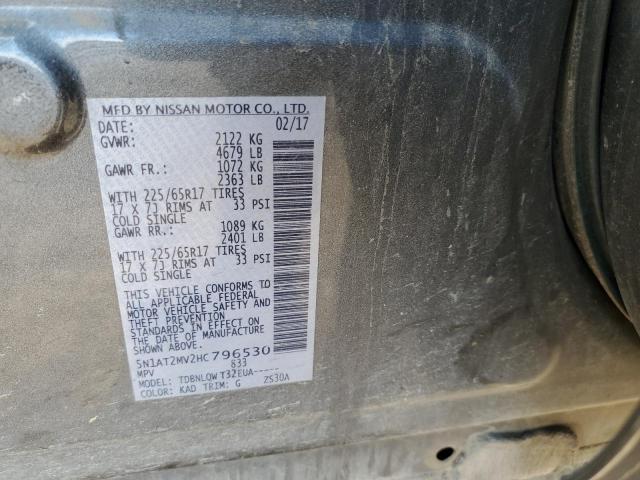 MFD BY NISSAN MOTOR CO., LTD.
DATE: 02/17
GVWR: 2122 KG
4679 LB
GAWR FR.: 1072 KG
2363 LB
WITH 225/65R17 TIRES
17 X 7J RIMS AT 33 PSI
COLD SINGLE
GAWR RR.: 1089 KG
2401 LB
WITH 225/65R17 TIRES
17 X 7J RIMS AT 33 PSI
COLD SINGLE
THIS VEHICLE CONFORMS TO
ALL APPLICABLE FEDERAL
MOTOR VEHICLE SAFETY AND
THEFT PREVENTION
STANDARDS IN EFFECT ON
THE DATE OF MANUFACTURE
SHOWN ABOVE.
5N1AT2MV2HC796530
MPV 833
MODEL: TDBNLOW T32EUA-----
COLOR: KAD TRIM: G ZS30A